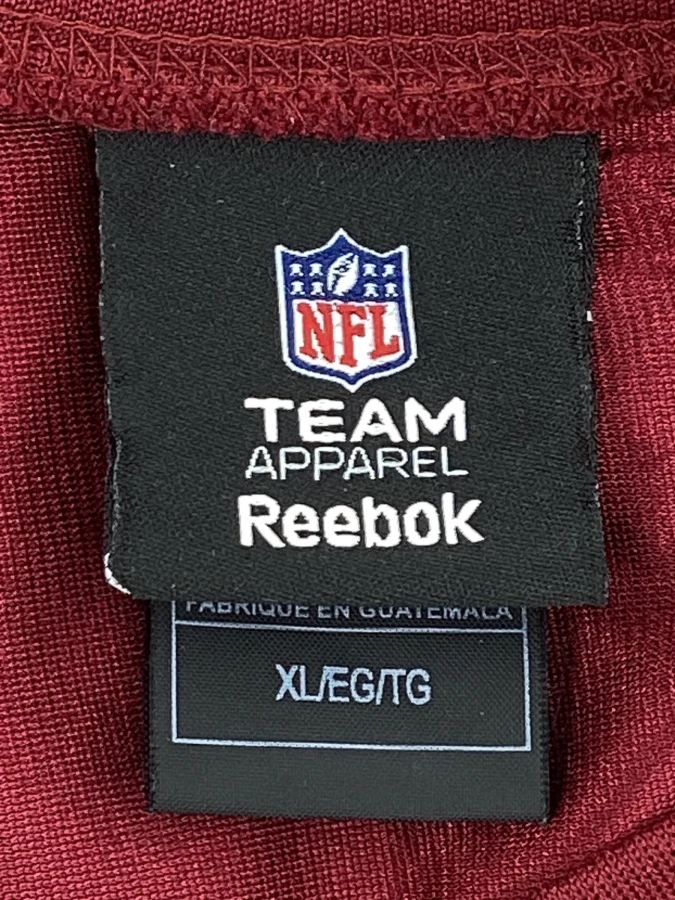 NFL
TEAM
APPAREL
Reebok
FABRIQUE EN GUATEMALA
XL/EG/TG